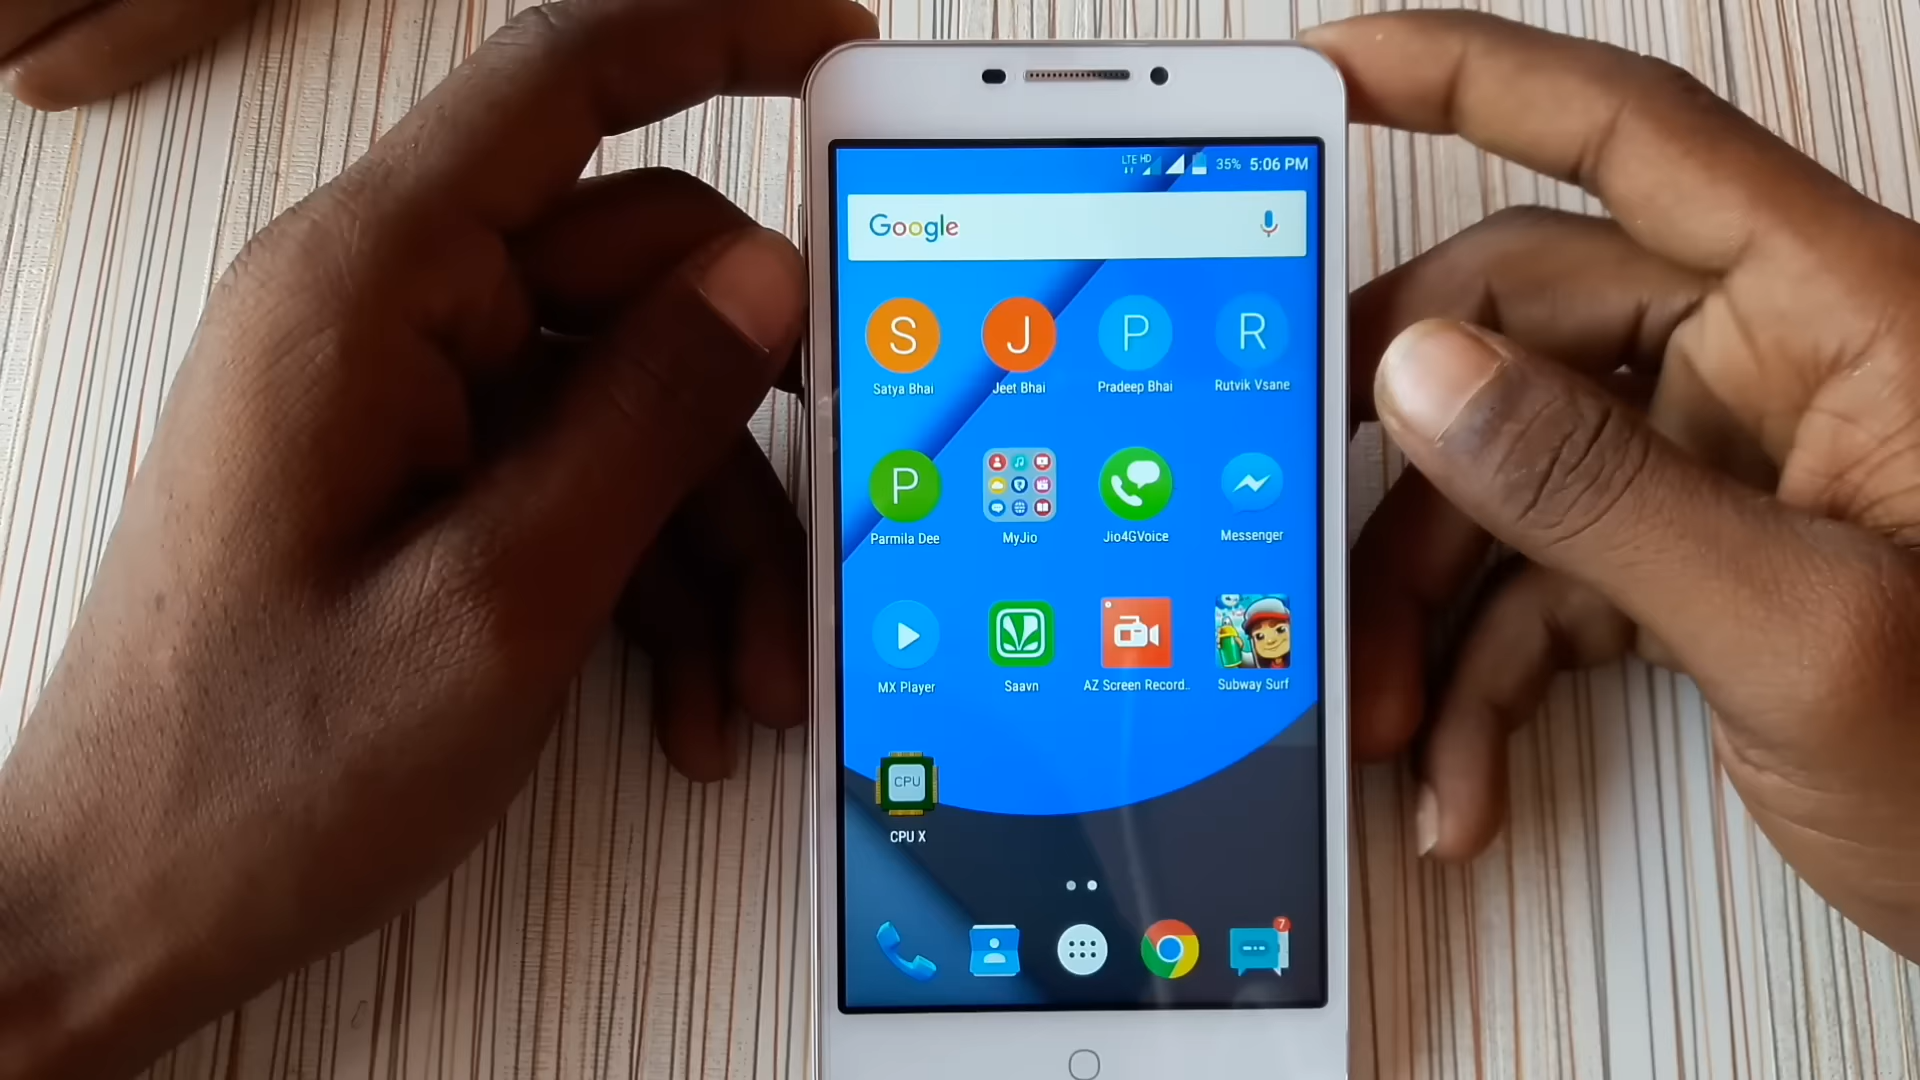 LTE HD 35% 5:06 PM
Google
S J P R
Satya Bhai Jeet Bhai Pradeep Bhai Rutvik Vsane
P
Parmila Dee MyJio Jio4GVoice Messenger
MX Player Saavn AZ Screen Record.. Subway Surf
CPU
CPU X
7